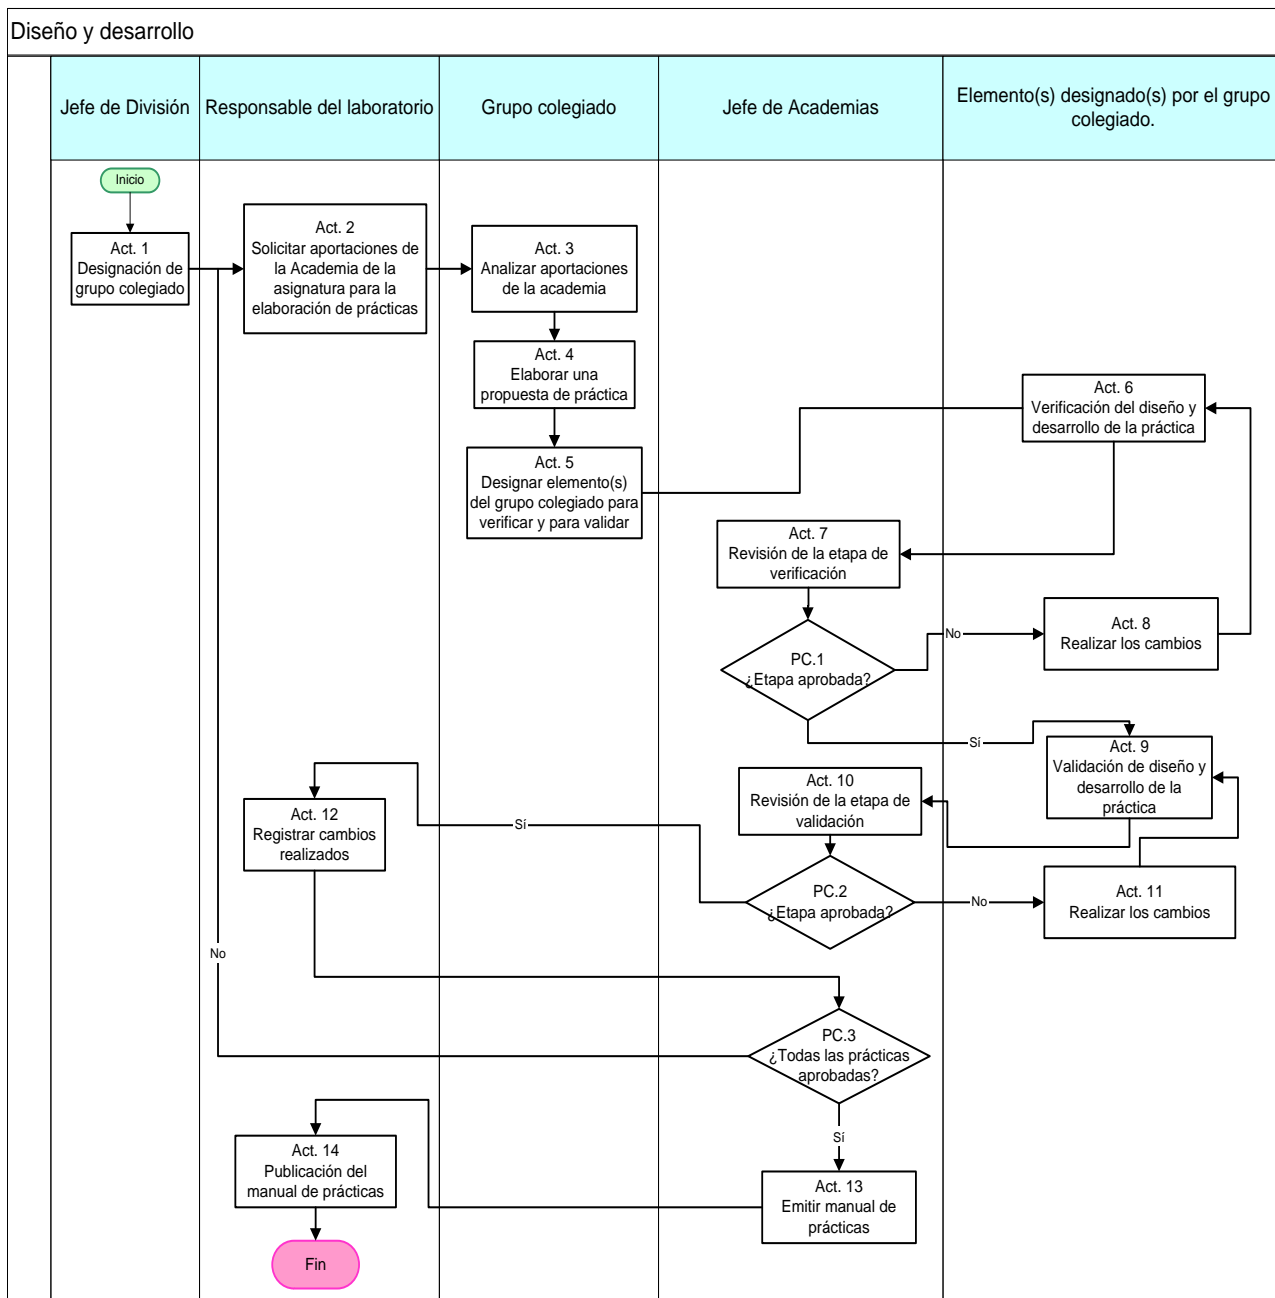 Diseño y desarrollo
Jefe de División
Responsable del laboratorio
Grupo colegiado
Jefe de Academias
Elemento(s) designado(s) por el grupo
colegiado.
Inicio
Act. 1
Designación de
grupo colegiado
Act. 2
Solicitar aportaciones de
la Academia de la
asignatura para la
elaboración de prácticas
Act. 3
Analizar aportaciones
de la academia
Act. 4
Elaborar una
propuesta de práctica
Act. 5
Designar elemento(s)
del grupo colegiado para
verificar y para validar
Act. 6
Verificación del diseño y
desarrollo de la práctica
Act. 7
Revisión de la etapa de
verificación
PC.1
¿Etapa aprobada?
No
Act. 8
Realizar los cambios
Sí
Act. 9
Validación de diseño y
desarrollo de la
práctica
Act. 10
Revisión de la etapa de
validación
PC.2
¿Etapa aprobada?
No
Act. 11
Realizar los cambios
Sí
Act. 12
Registrar cambios
realizados
No
PC.3
¿Todas las prácticas
aprobadas?
Sí
Act. 13
Emitir manual de
prácticas
Act. 14
Publicación del
manual de prácticas
Fin